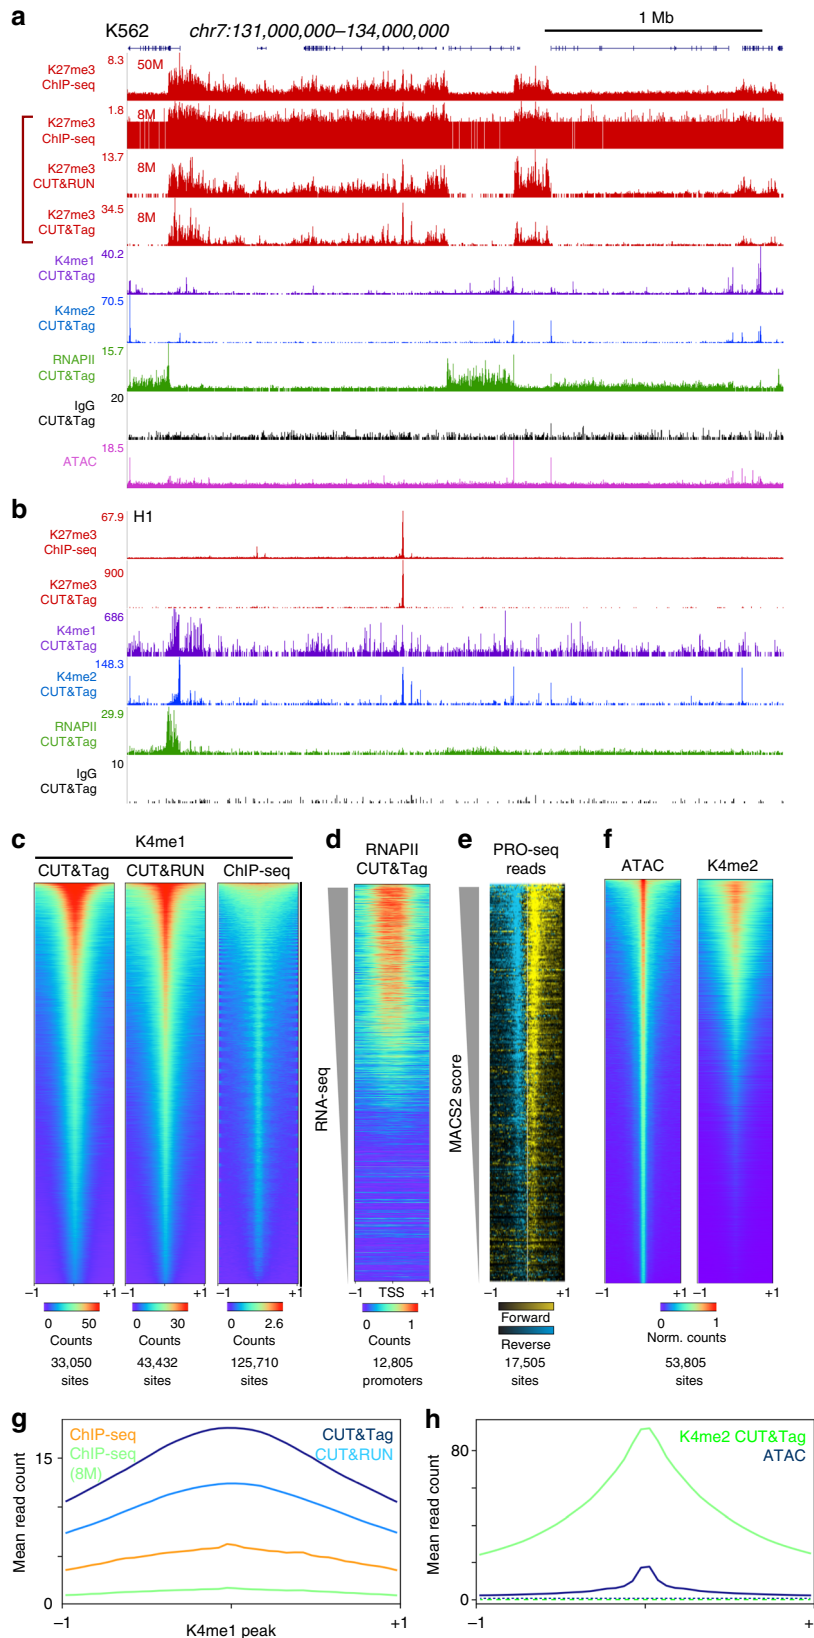 a
K562 chr7:131,000,000–134,000,000 1 Mb
8.3
K27me3
ChIP-seq
50M
1.8
K27me3
ChIP-seq
8M
13.7
K27me3
CUT&RUN
8M
34.5
K27me3
CUT&Tag
8M
40.2
K4me1
CUT&Tag
70.5
K4me2
CUT&Tag
15.7
RNAPII
CUT&Tag
20
IgG
CUT&Tag
18.5
ATAC
b
H1
67.9
K27me3
ChIP-seq
900
K27me3
CUT&Tag
686
K4me1
CUT&Tag
148.3
K4me2
CUT&Tag
29.9
RNAPII
CUT&Tag
10
IgG
CUT&Tag
c
K4me1
CUT&Tag CUT&RUN ChIP-seq
−1 +1 −1 +1 −1 +1
0 50
Counts
33,050
sites
0 30
Counts
43,432
sites
0 2.6
Counts
125,710
sites
d
RNAPII
CUT&Tag
RNA-seq
−1 TSS +1
0 1
Counts
12,805
promoters
e
PRO-seq
reads
MACS2 score
−1 +1
Forward
Reverse
17,505
sites
f
ATAC K4me2
−1 +1 −1 +1
0 1
Norm. counts
53,805
sites
g
ChIP-seq
ChIP-seq
(8M)
CUT&Tag
CUT&RUN
Mean read count
15
0
−1 +1
K4me1 peak
h
K4me2 CUT&Tag
ATAC
Mean read count
80
0
−1 +